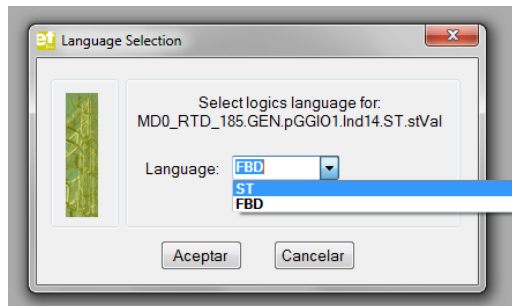 Language Selection
Select logics language for:
MD0_RTD_185.GEN.pGGIO1.Ind14.ST.stVal
Language: FBD
ST
FBD
Aceptar Cancelar